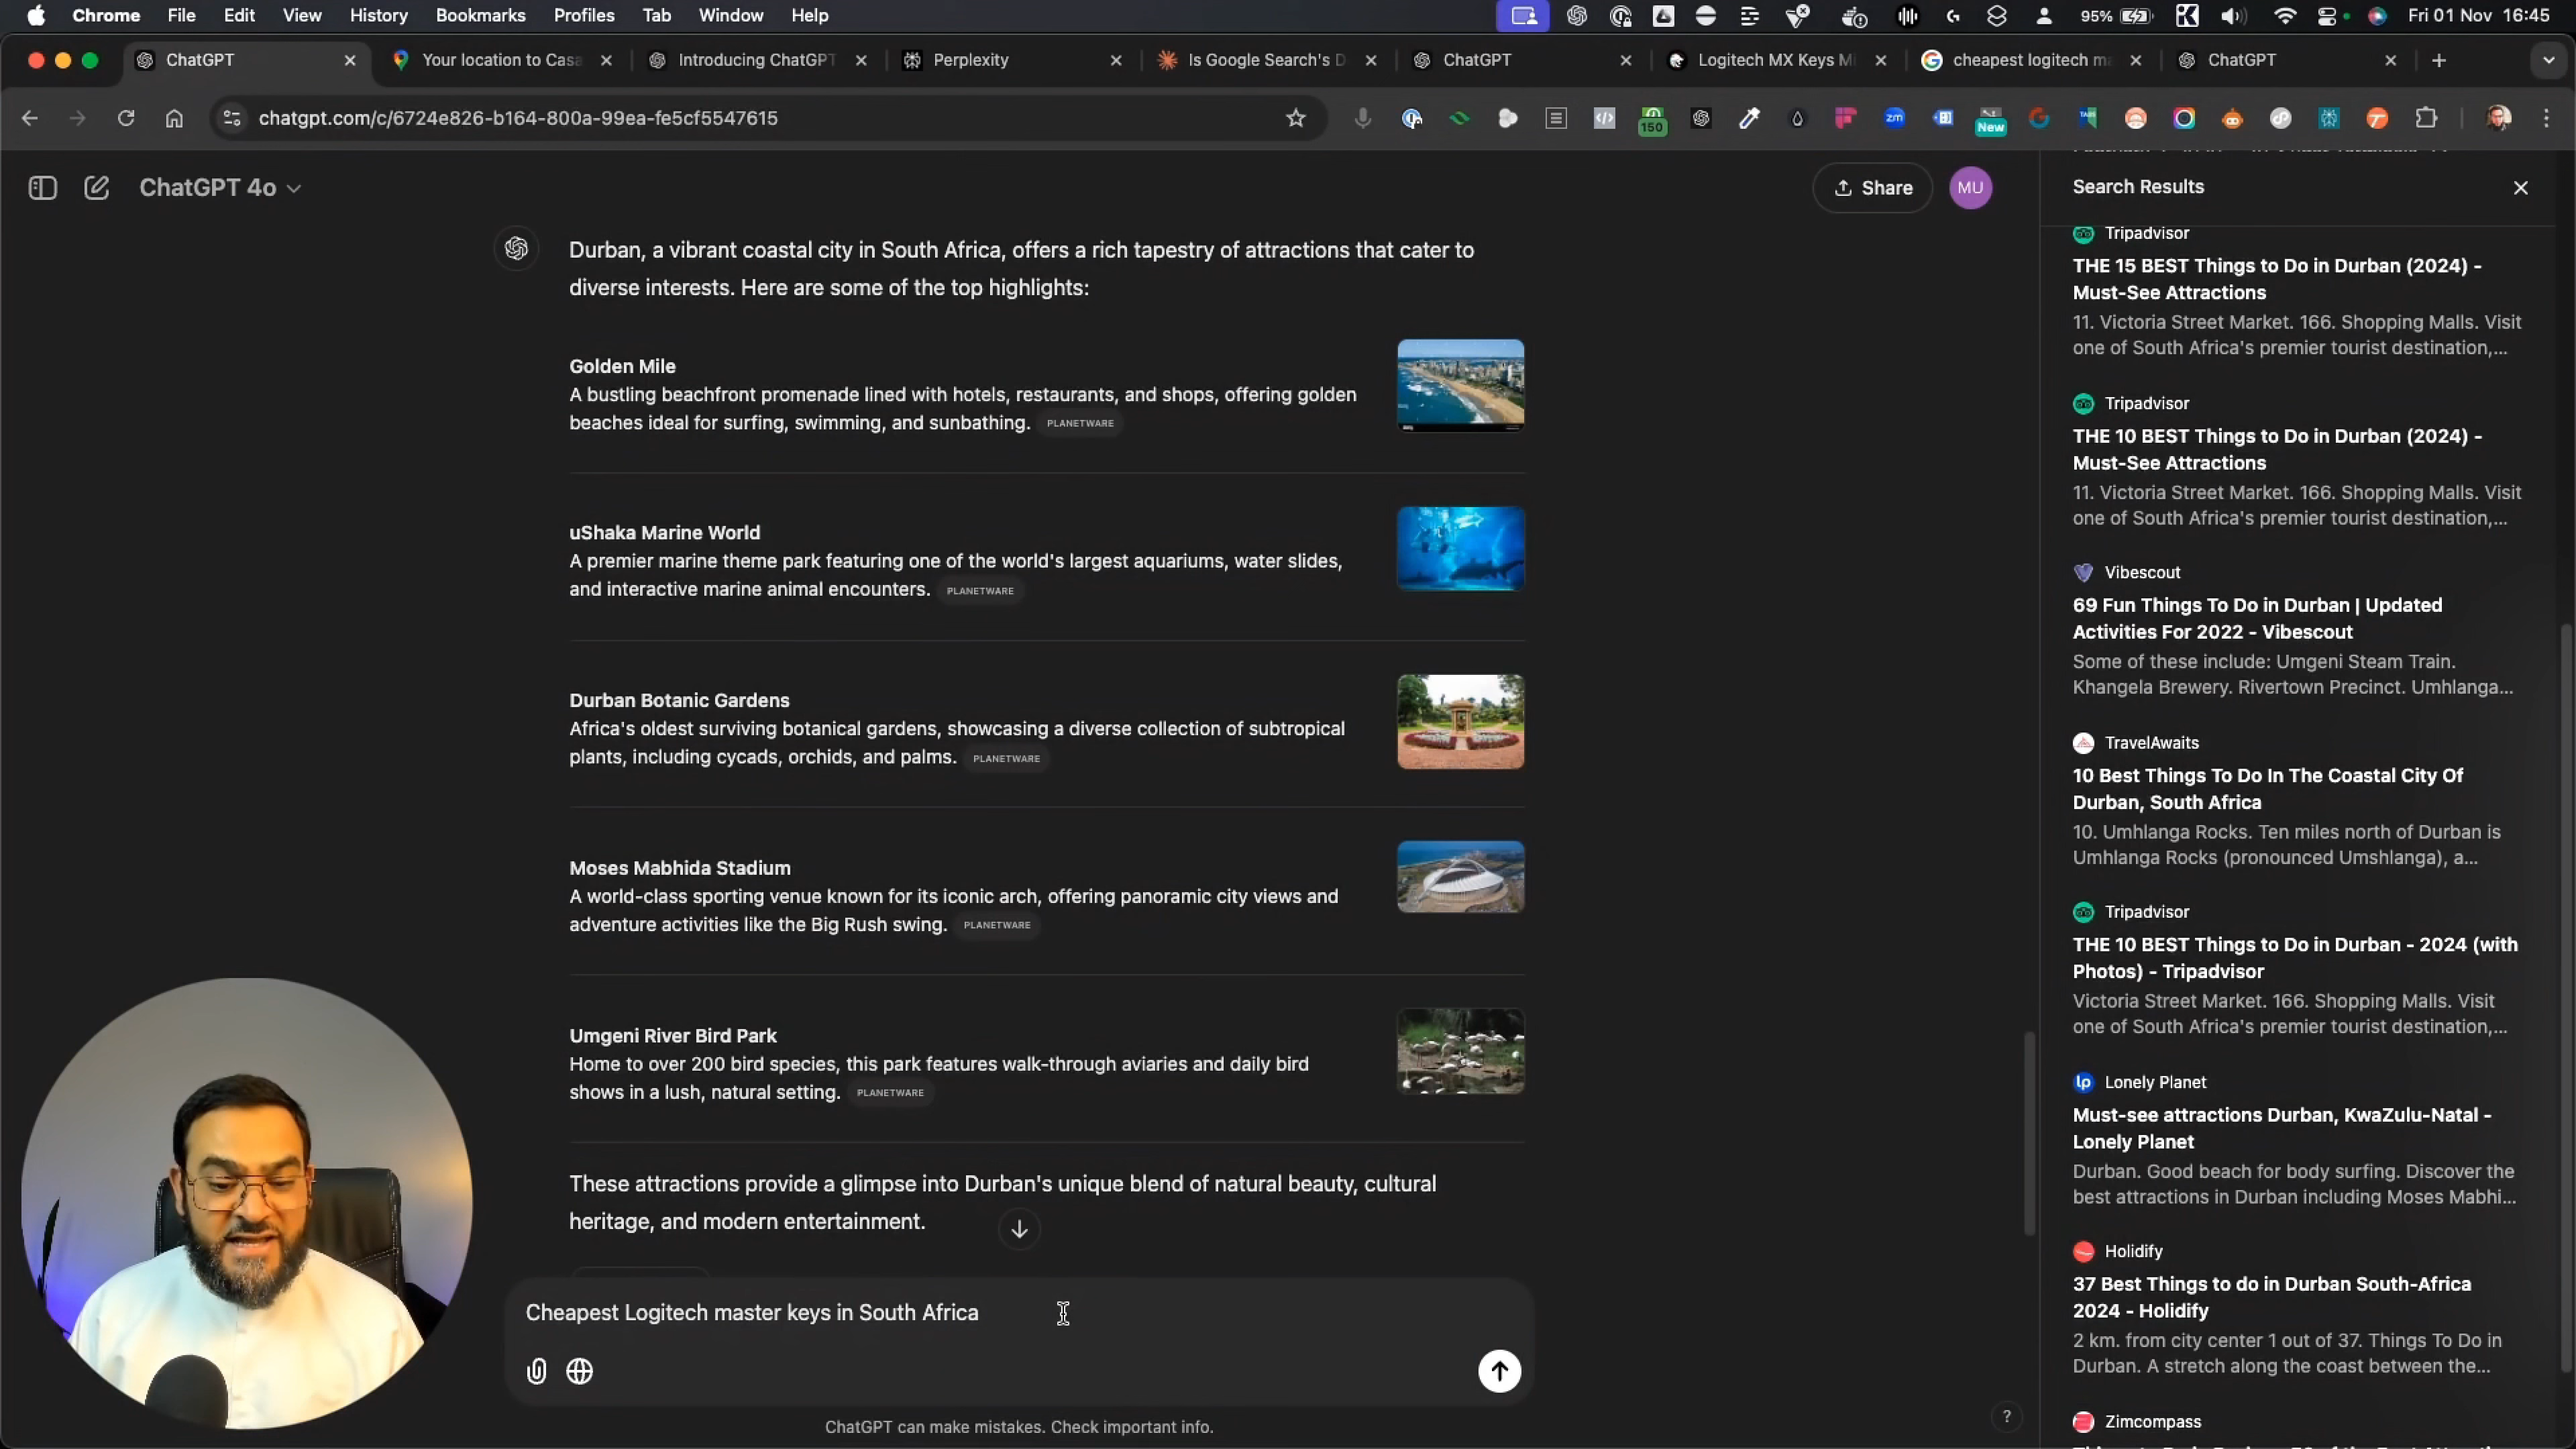 Chrome File Edit View History Bookmarks Profiles Tab Window Help 95% Fri 01 Nov 16:45
ChatGPT Your location to Casa Introducing ChatGPT Perplexity Is Google Search's D ChatGPT Logitech MX Keys Mi cheapest logitech ma ChatGPT
chatgpt.com/c/6724e826-b164-800a-99ea-fe5cf5547615
150
zm
New
TABS
ChatGPT 4o
Share
MU
Durban, a vibrant coastal city in South Africa, offers a rich tapestry of attractions that cater to
diverse interests. Here are some of the top highlights:
Golden Mile
A bustling beachfront promenade lined with hotels, restaurants, and shops, offering golden
beaches ideal for surfing, swimming, and sunbathing. PLANETWARE
uShaka Marine World
A premier marine theme park featuring one of the world's largest aquariums, water slides,
and interactive marine animal encounters. PLANETWARE
Durban Botanic Gardens
Africa's oldest surviving botanical gardens, showcasing a diverse collection of subtropical
plants, including cycads, orchids, and palms. PLANETWARE
Moses Mabhida Stadium
A world-class sporting venue known for its iconic arch, offering panoramic city views and
adventure activities like the Big Rush swing. PLANETWARE
Umgeni River Bird Park
Home to over 200 bird species, this park features walk-through aviaries and daily bird
shows in a lush, natural setting. PLANETWARE
These attractions provide a glimpse into Durban's unique blend of natural beauty, cultural
heritage, and modern entertainment.
Cheapest Logitech master keys in South Africa
ChatGPT can make mistakes. Check important info.
?
Search Results
Tripadvisor
THE 15 BEST Things to Do in Durban (2024) -
Must-See Attractions
11. Victoria Street Market. 166. Shopping Malls. Visit
one of South Africa's premier tourist destination,...
Tripadvisor
THE 10 BEST Things to Do in Durban (2024) -
Must-See Attractions
11. Victoria Street Market. 166. Shopping Malls. Visit
one of South Africa's premier tourist destination,...
Vibescout
69 Fun Things To Do in Durban | Updated
Activities For 2022 - Vibescout
Some of these include: Umgeni Steam Train.
Khangela Brewery. Rivertown Precinct. Umhlanga...
TravelAwaits
10 Best Things To Do In The Coastal City Of
Durban, South Africa
10. Umhlanga Rocks. Ten miles north of Durban is
Umhlanga Rocks (pronounced Umshlanga), a...
Tripadvisor
THE 10 BEST Things to Do in Durban - 2024 (with
Photos) - Tripadvisor
Victoria Street Market. 166. Shopping Malls. Visit
one of South Africa's premier tourist destination,...
lp Lonely Planet
Must-see attractions Durban, KwaZulu-Natal -
Lonely Planet
Durban. Good beach for body surfing. Discover the
best attractions in Durban including Moses Mabhi...
Holidify
37 Best Things to do in Durban South-Africa
2024 - Holidify
2 km. from city center 1 out of 37. Things To Do in
Durban. A stretch along the coast between the...
Zimcompass